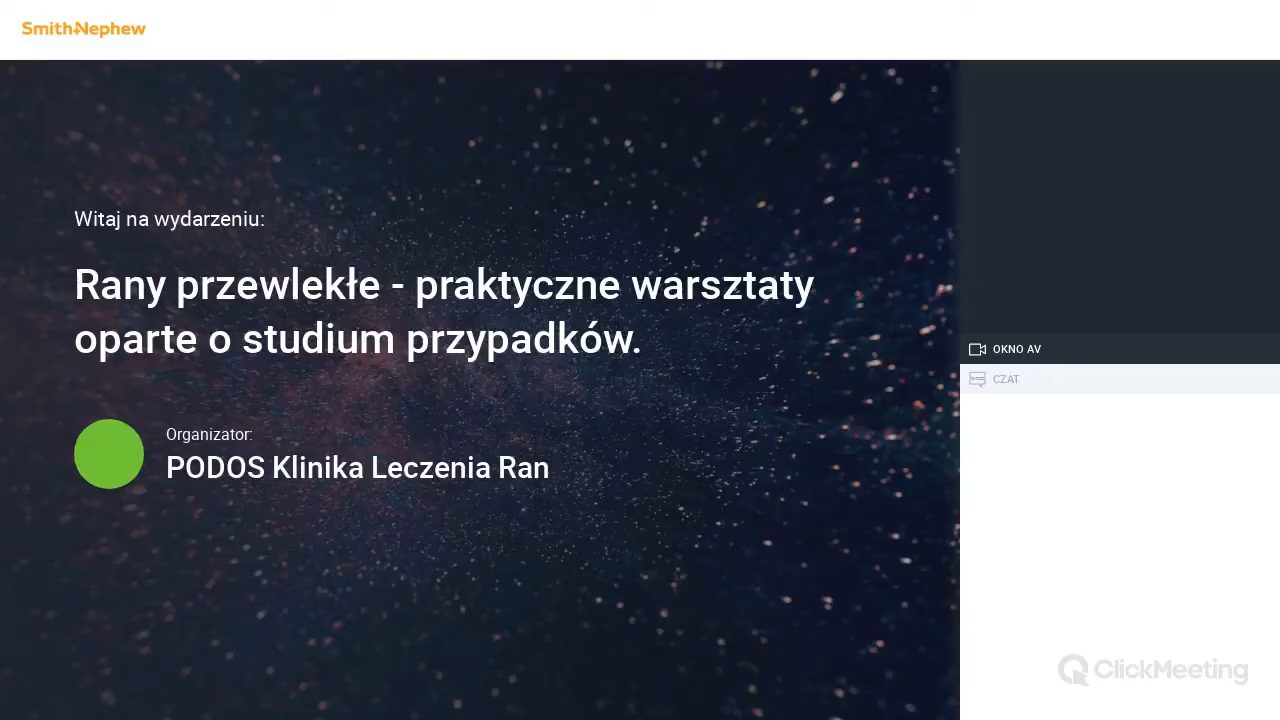 Smith+Nephew
Witaj na wydarzeniu:
Rany przewlekłe - praktyczne warsztaty
oparte o studium przypadków.
Organizator:
PODOS Klinika Leczenia Ran
OKNO AV
CZAT
ClickMeeting